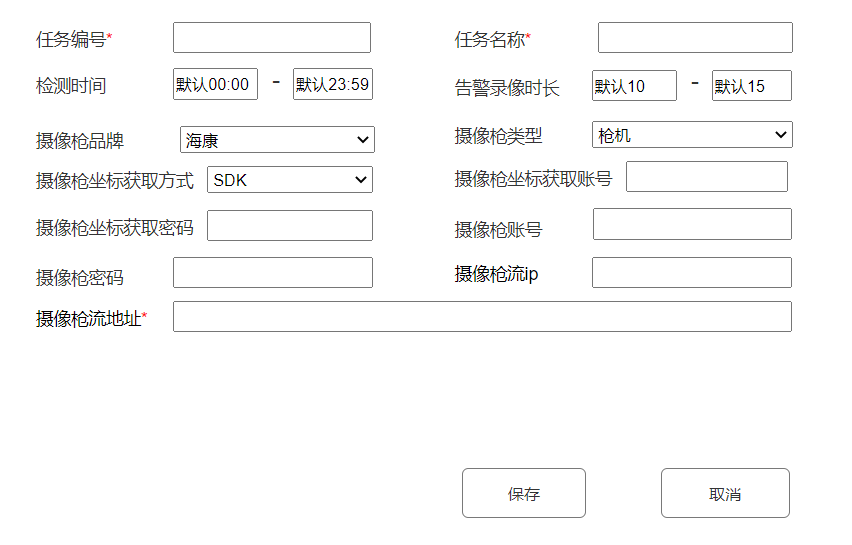 任务编号* 任务名称*
检测时间 默认00:00 - 默认23:59 告警录像时长 默认10 - 默认15
摄像枪品牌 海康 摄像枪类型 枪机
摄像枪坐标获取方式 SDK 摄像枪坐标获取账号
摄像枪坐标获取密码 摄像枪账号
摄像枪密码 摄像枪流ip
摄像枪流地址*
保存 取消